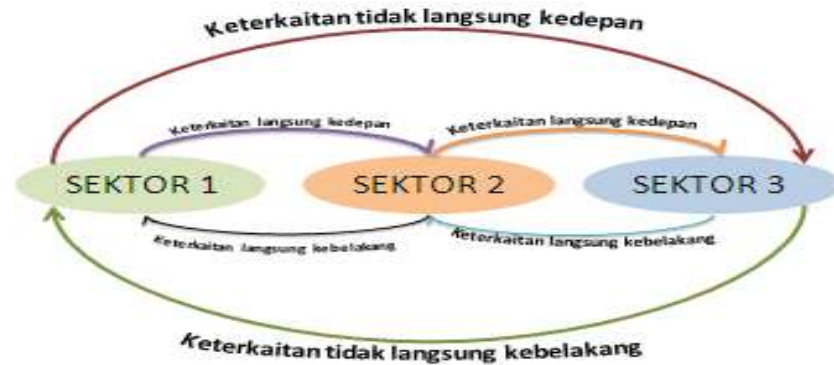 Keterkaitan tidak langsung kedepan
Keterkaitan langsung kedepan
Keterkaitan langsung kedepan
SEKTOR 1
SEKTOR 2
SEKTOR 3
Keterkaitan langsung kebelakang
Keterkaitan langsung kebelakang
Keterkaitan tidak langsung kebelakang